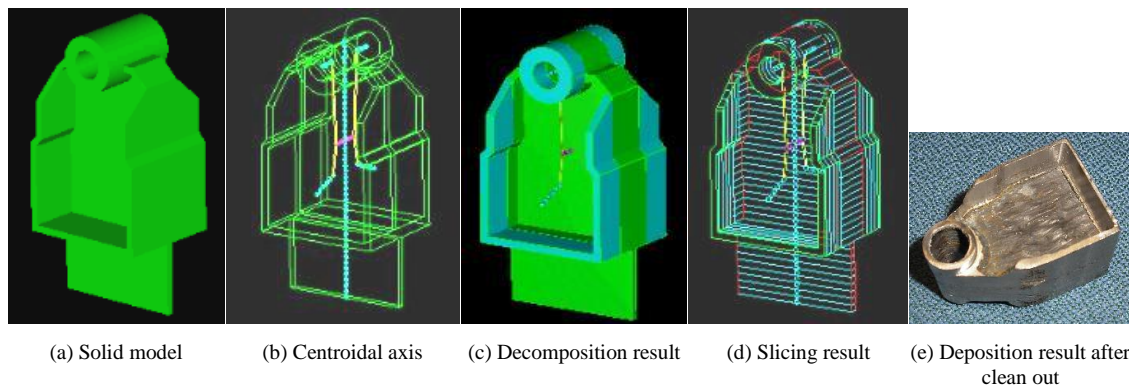 (a) Solid model
(b) Centroidal axis
(c) Decomposition result
(d) Slicing result
(e) Deposition result after
clean out